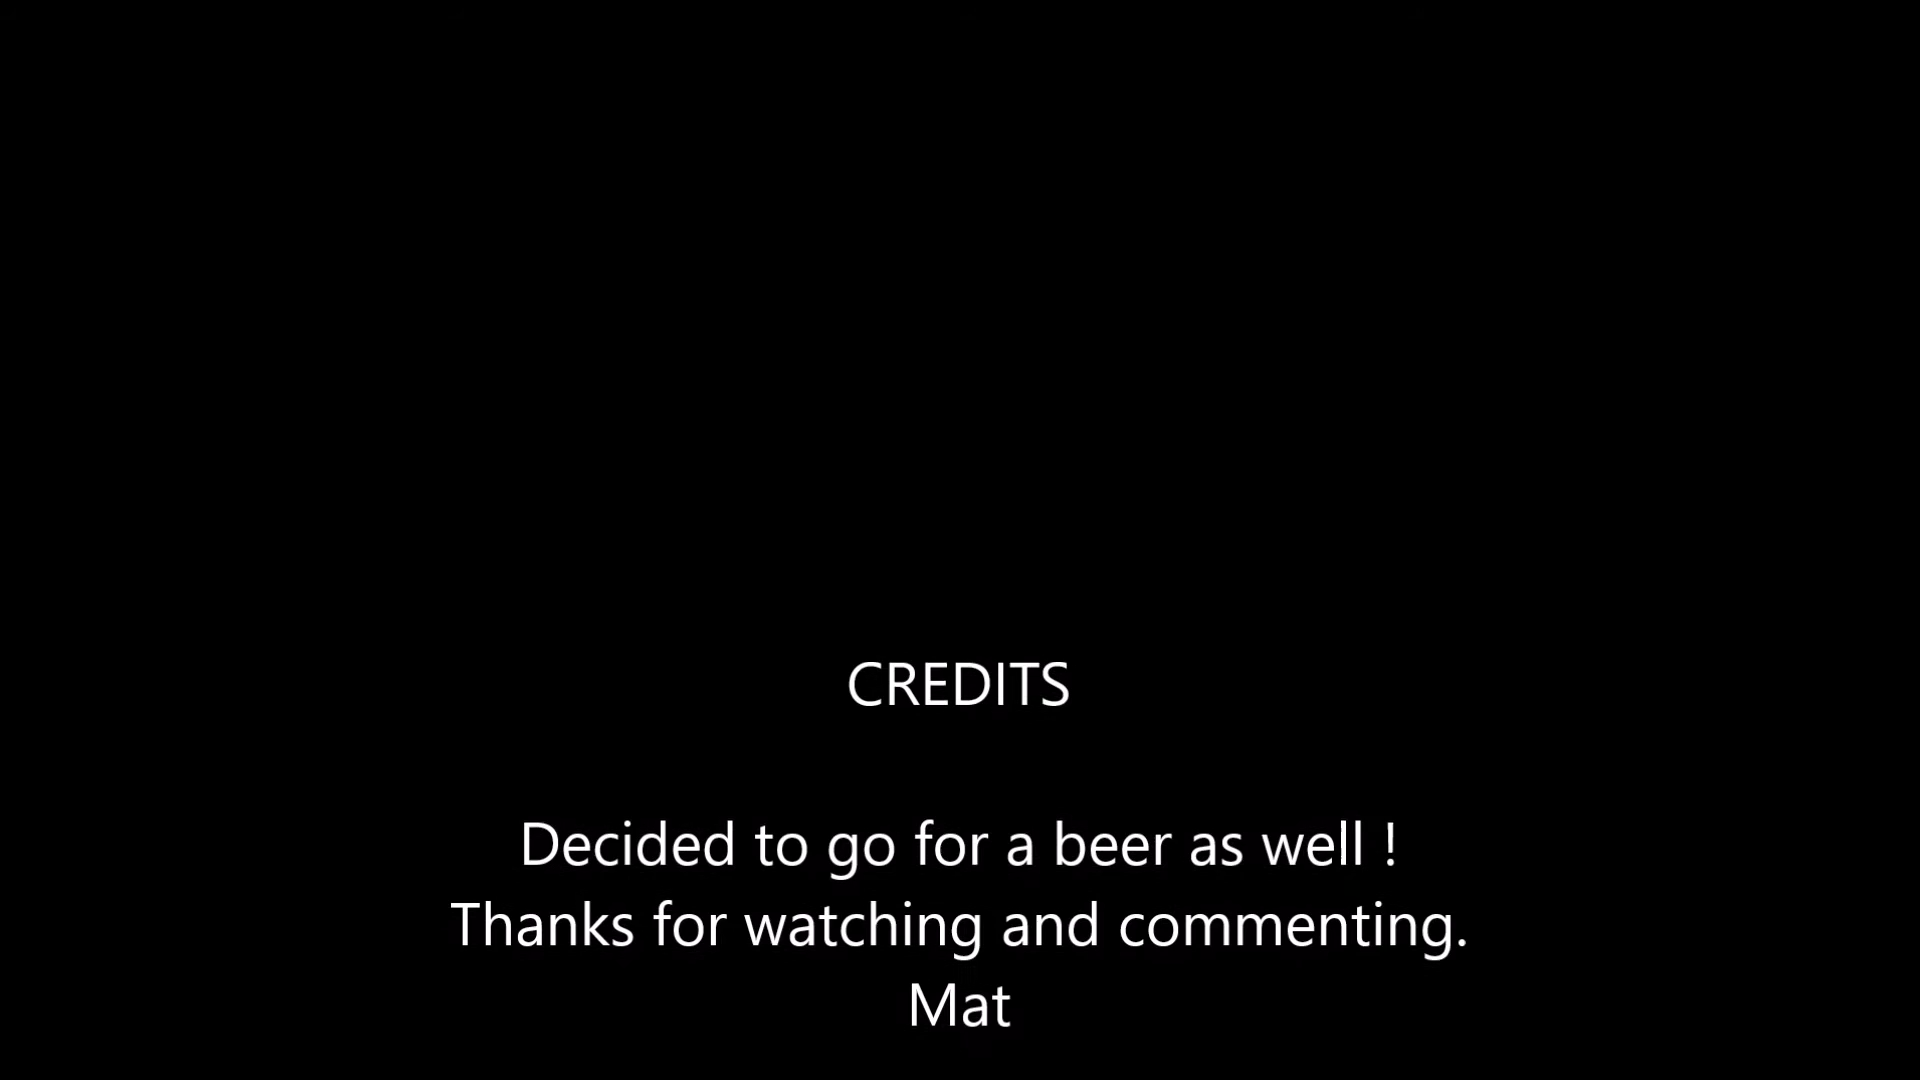 CREDITS
Decided to go for a beer as well !
Thanks for watching and commenting.
Mat